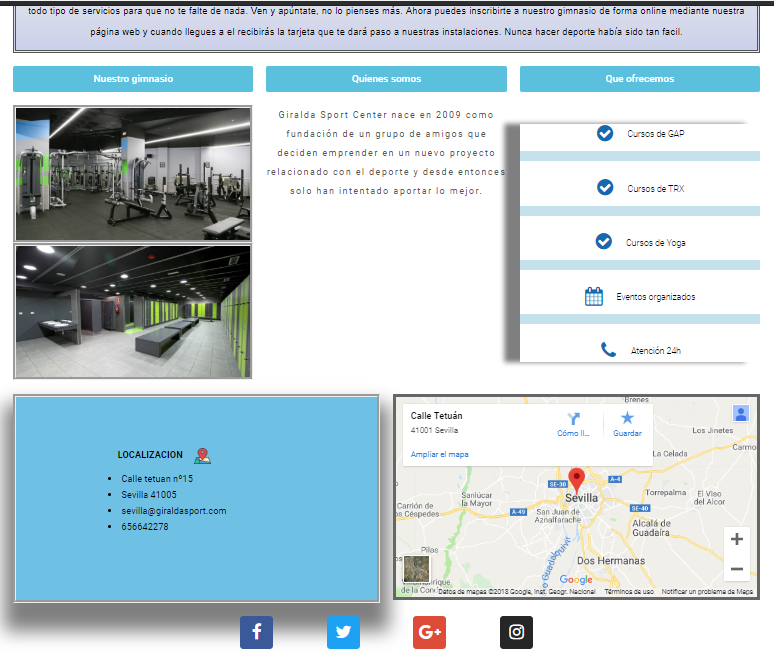 todo tipo de servicios para que no te falte de nada. Ven y apúntate, no lo pienses más. Ahora puedes inscribirte a nuestro gimnasio de forma online mediante nuestra
página web y cuando llegues a el recibirás la tarjeta que te dará paso a nuestras instalaciones. Nunca hacer deporte había sido tan facil.
Nuestro gimnasio
Quienes somos
Que ofrecemos
Giralda Sport Center nace en 2009 como
fundación de un grupo de amigos que
deciden emprender en un nuevo proyecto
relacionado con el deporte y desde entonces
solo han intentado aportar lo mejor.
Cursos de GAP
Cursos de TRX
Cursos de Yoga
Eventos organizados
Atención 24h
LOCALIZACION
Calle tetuan nº15
Sevilla 41005
sevilla@giraldasport.com
656642278
Calle Tetuán
41001 Sevilla
Ampliar el mapa
Cómo ll...
Guardar
Brenes
Los Jinetes
La Celada
Carmo
SE-30
A-4
Sevilla
Torrepalma
El Viso
del Alcor
Sanlúcar
la Mayor
Carrión de
os Céspedes
A-49
San Juan de
Aznalfarache
SE-40
Alcalá de
Guadaíra
Pilas
Dos Hermanas
o Guadalquivir
rique
de la Cond
Google
Datos de mapas ©2018 Google, Inst. Geogr. Nacional
Términos de uso
Notificar un problema de Maps
+
−
f
G+